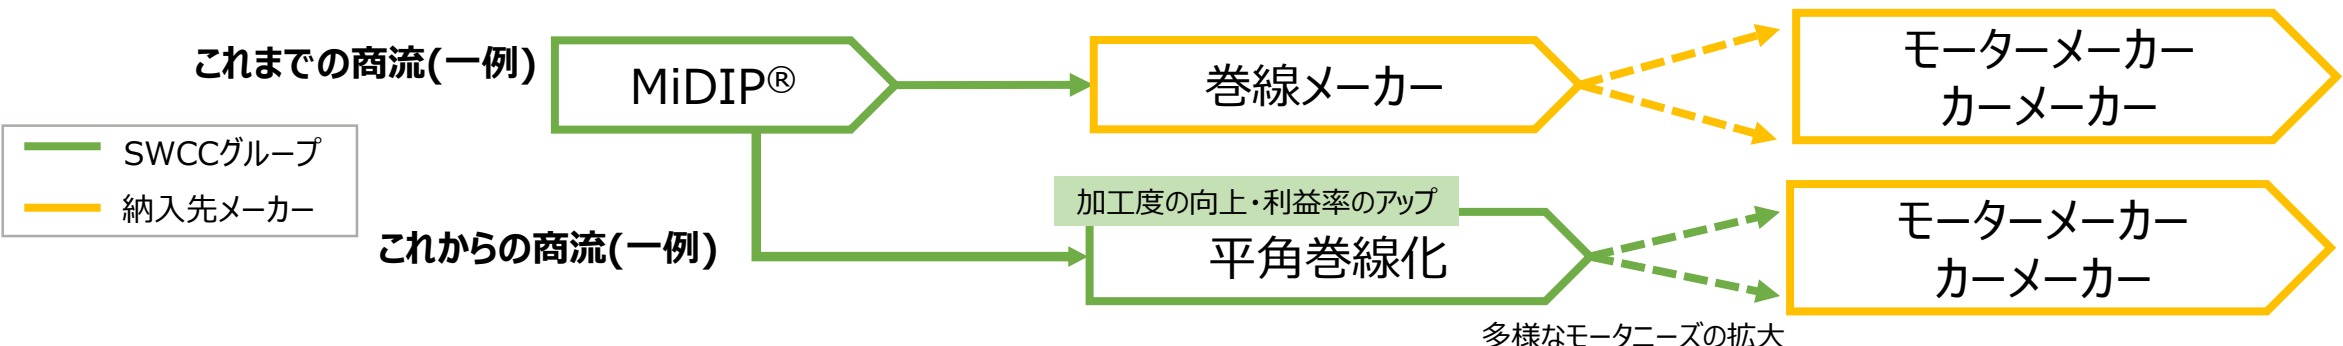 これまでの商流(一例)
MiDIP®
巻線メーカー
モーターメーカー
カーメーカー
SWCCグループ
納入先メーカー
これからの商流(一例)
加工度の向上・利益率のアップ
平角巻線化
モーターメーカー
カーメーカー
多様なモータニーズの拡大